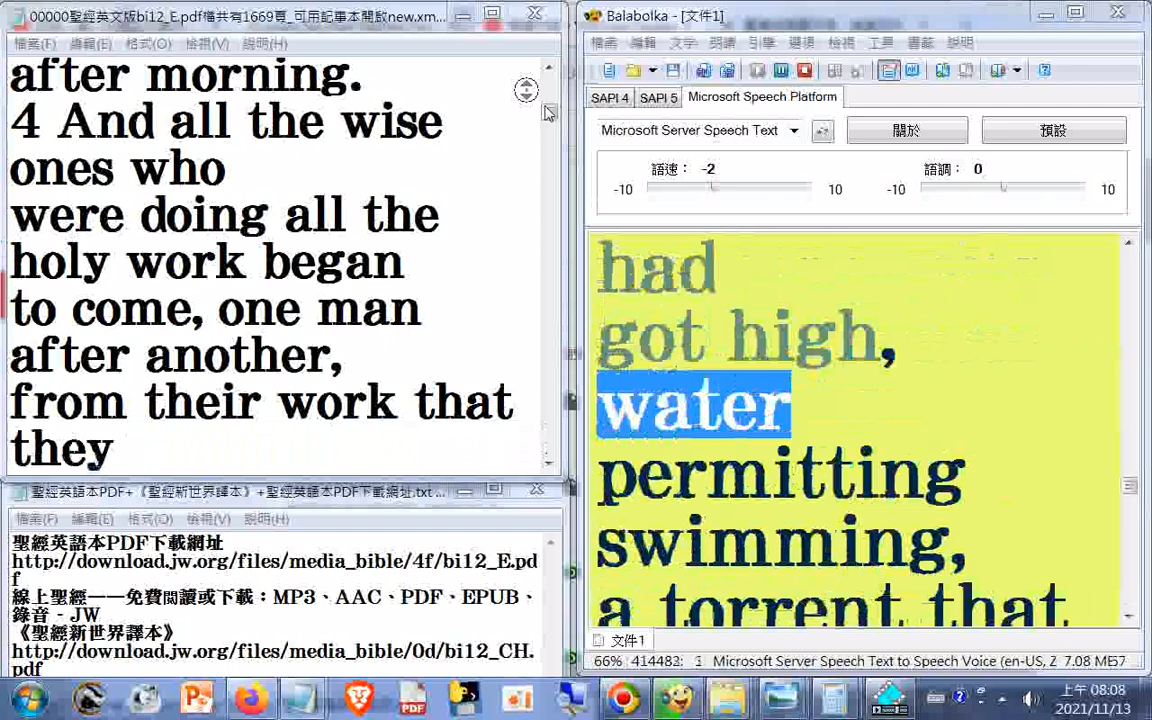 00000聖經英文版bi12_E.pdf檔共有1669頁_可用記事本開啟new.xm...
檔案(F) 編輯(E) 格式(O) 檢視(V) 說明(H)
after morning.
4 And all the wise
ones who
were doing all the
holy work began
to come, one man
after another,
from their work that
they
聖經英語本PDF+《聖經新世界譯本》+聖經英語本PDF下載網址.txt ...
檔案(F) 編輯(E) 格式(O) 檢視(V) 說明(H)
聖經英語本PDF下載網址
http://download.jw.org/files/media_bible/4f/bi12_E.pd
f
線上聖經——免費閱讀或下載：MP3、AAC、PDF、EPUB、
錄音 - JW
《聖經新世界譯本》
http://download.jw.org/files/media_bible/0d/bi12_CH.
pdf
Balabolka - [文件1]
檔案 編輯 文字 朗讀 引擎 選項 檢視 工具 書籤 說明
SAPI 4 SAPI 5 Microsoft Speech Platform
Microsoft Server Speech Text 關於 預設
語速： -2 語調： 0
-10 10 -10 10
had
got high,
water
permitting
swimming,
a torrent that
文件1
66% 414482: 1 Microsoft Server Speech Text to Speech Voice (en-US, Z 7.08 ME57
上午 08:08
2021/11/13